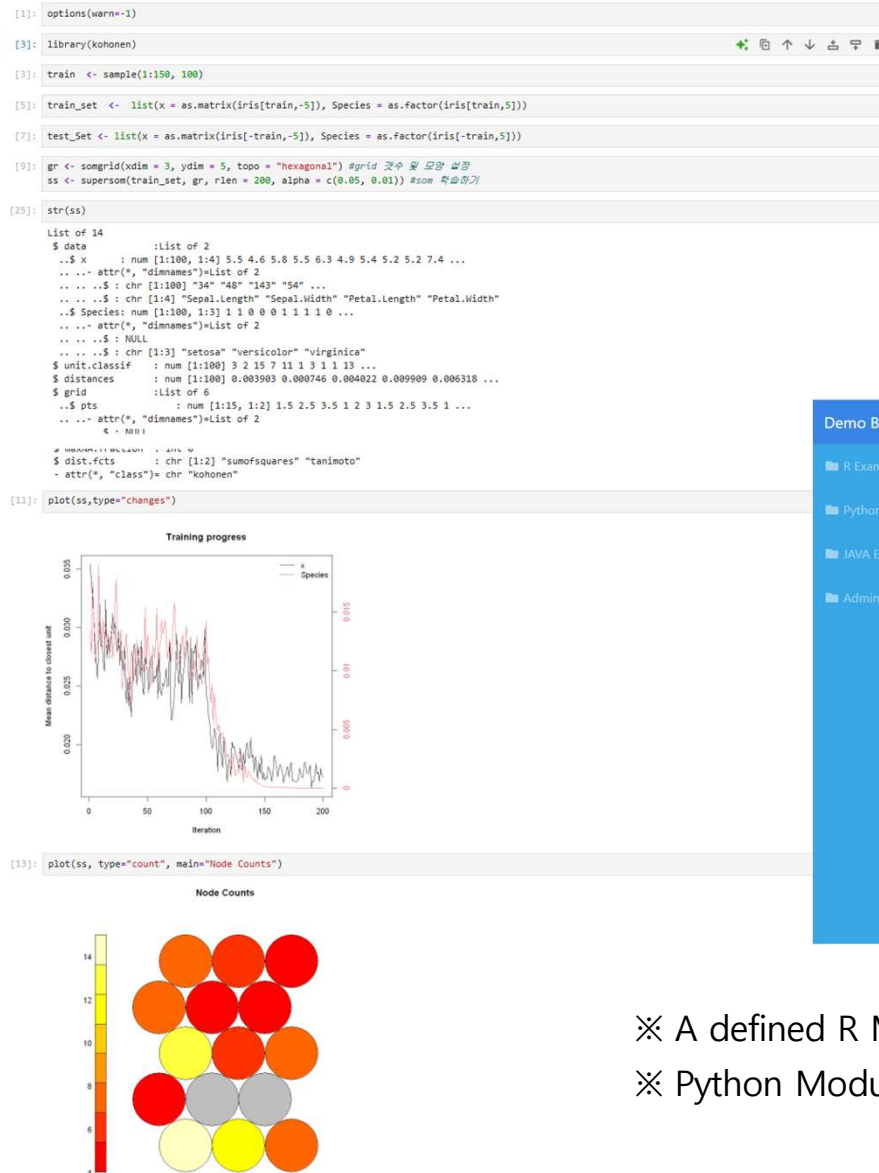 [1]: options(warn=-1)
[3]: library(kohonen)
[3]: train <- sample(1:150, 100)
[5]: train_set <- list(x = as.matrix(iris[train,-5]), Species = as.factor(iris[train,5]))
[7]: test_Set <- list(x = as.matrix(iris[-train,-5]), Species = as.factor(iris[-train,5]))
[9]: gr <- somgrid(xdim = 3, ydim = 5, topo = "hexagonal") #grid 갯수 및 모양 설정
ss <- supersom(train_set, gr, rlen = 200, alpha = c(0.05, 0.01)) #som 학습하기
[25]: str(ss)
List of 14
$ data :List of 2
..$ x : num [1:100, 1:4] 5.5 4.6 5.8 5.5 6.3 4.9 5.4 5.2 5.2 7.4 ...
.. ..- attr(*, "dimnames")=List of 2
.. .. ..$ : chr [1:100] "34" "48" "143" "54" ...
.. .. ..$ : chr [1:4] "Sepal.Length" "Sepal.Width" "Petal.Length" "Petal.Width"
..$ Species: num [1:100, 1:3] 1 1 0 0 0 1 1 1 1 0 ...
.. ..- attr(*, "dimnames")=List of 2
.. .. ..$ : NULL
.. .. ..$ : chr [1:3] "setosa" "versicolor" "virginica"
$ unit.classif : num [1:100] 3 2 15 7 11 1 3 1 1 13 ...
$ distances : num [1:100] 0.003903 0.000746 0.004022 0.009909 0.006318 ...
$ grid :List of 6
..$ pts : num [1:15, 1:2] 1.5 2.5 3.5 1 2 3 1.5 2.5 3.5 1 ...
.. ..- attr(*, "dimnames")=List of 2
$ : NULL
$ maxNA.fraction : int 0
$ dist.fcts : chr [1:2] "sumofsquares" "tanimoto"
- attr(*, "class")= chr "kohonen"
[11]: plot(ss,type="changes")
Training progress
x
Species
Mean distance to closest unit
0.035
0.030
0.025
0.020
0.015
0.01
0.005
0
0 50 100 150 200
Iteration
[13]: plot(ss, type="count", main="Node Counts")
Node Counts
14
12
10
8
6
4
Demo B
R Exan
Python
JAVA E
Admin
※ A defined R
※ Python Modu